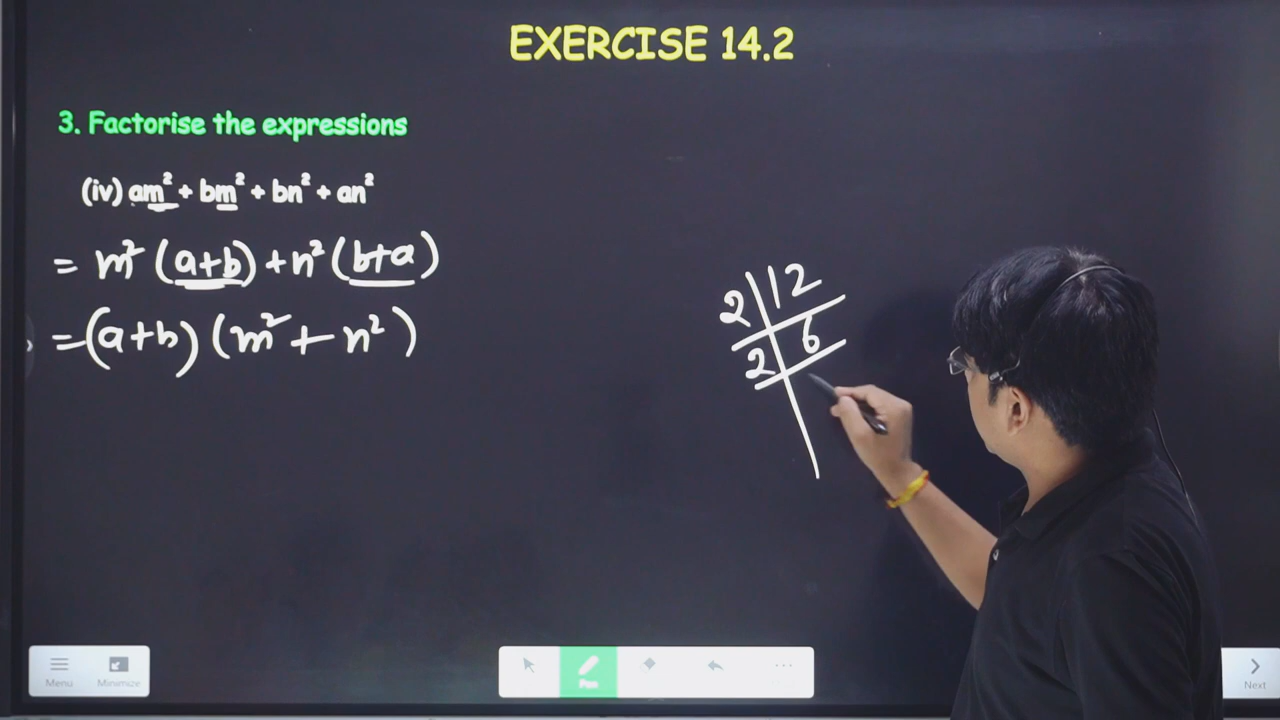 EXERCISE 14.2
3. Factorise the expressions
(iv) am² + bm² + bn² + an²
= m² (a+b) + n² (b+a)
= (a+b) (m² + n²)
2 | 12
2 | 6
Menu
Minimize
Pen
Next